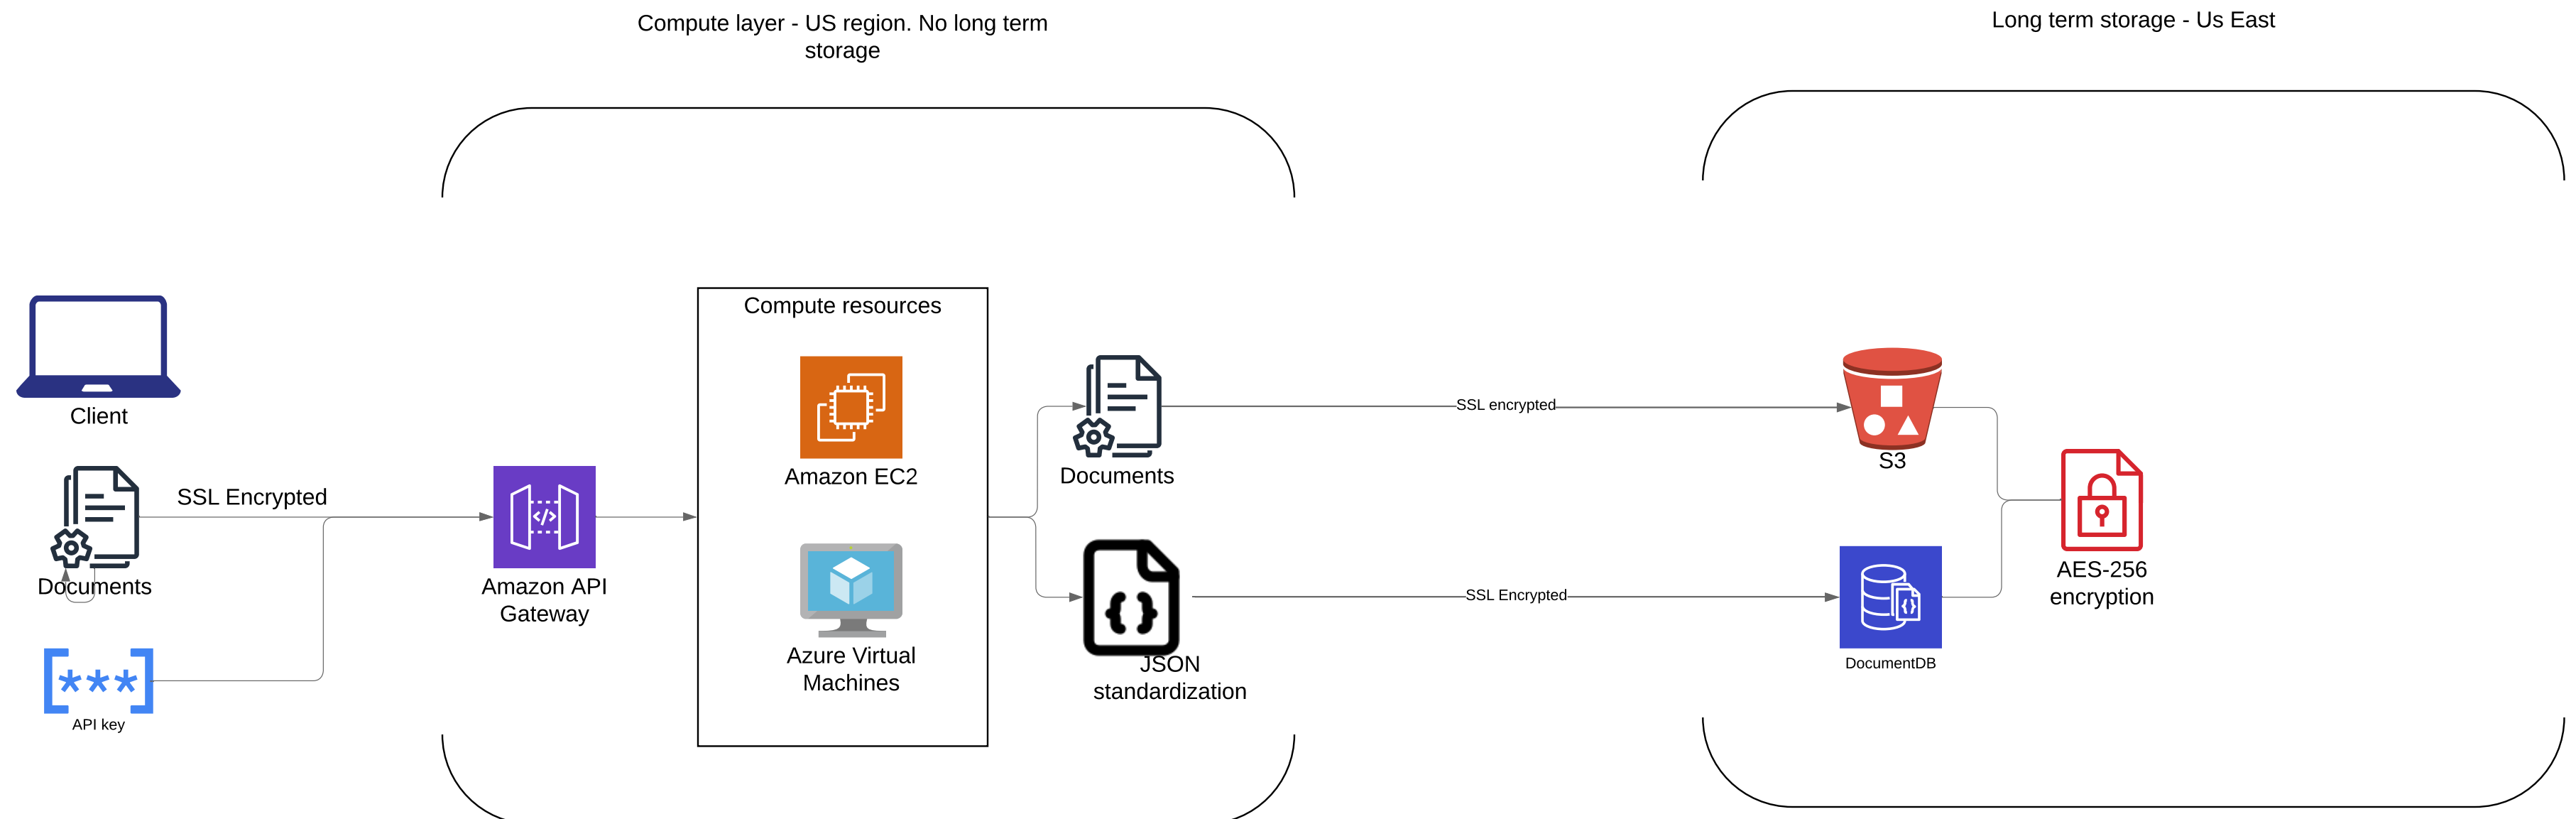 Compute layer - US region. No long term
storage
Long term storage - Us East
Client
Documents
SSL Encrypted
API key
Amazon API
Gateway
Compute resources
Amazon EC2
Azure Virtual
Machines
Documents
JSON
standardization
SSL encrypted
SSL Encrypted
S3
DocumentDB
AES-256
encryption